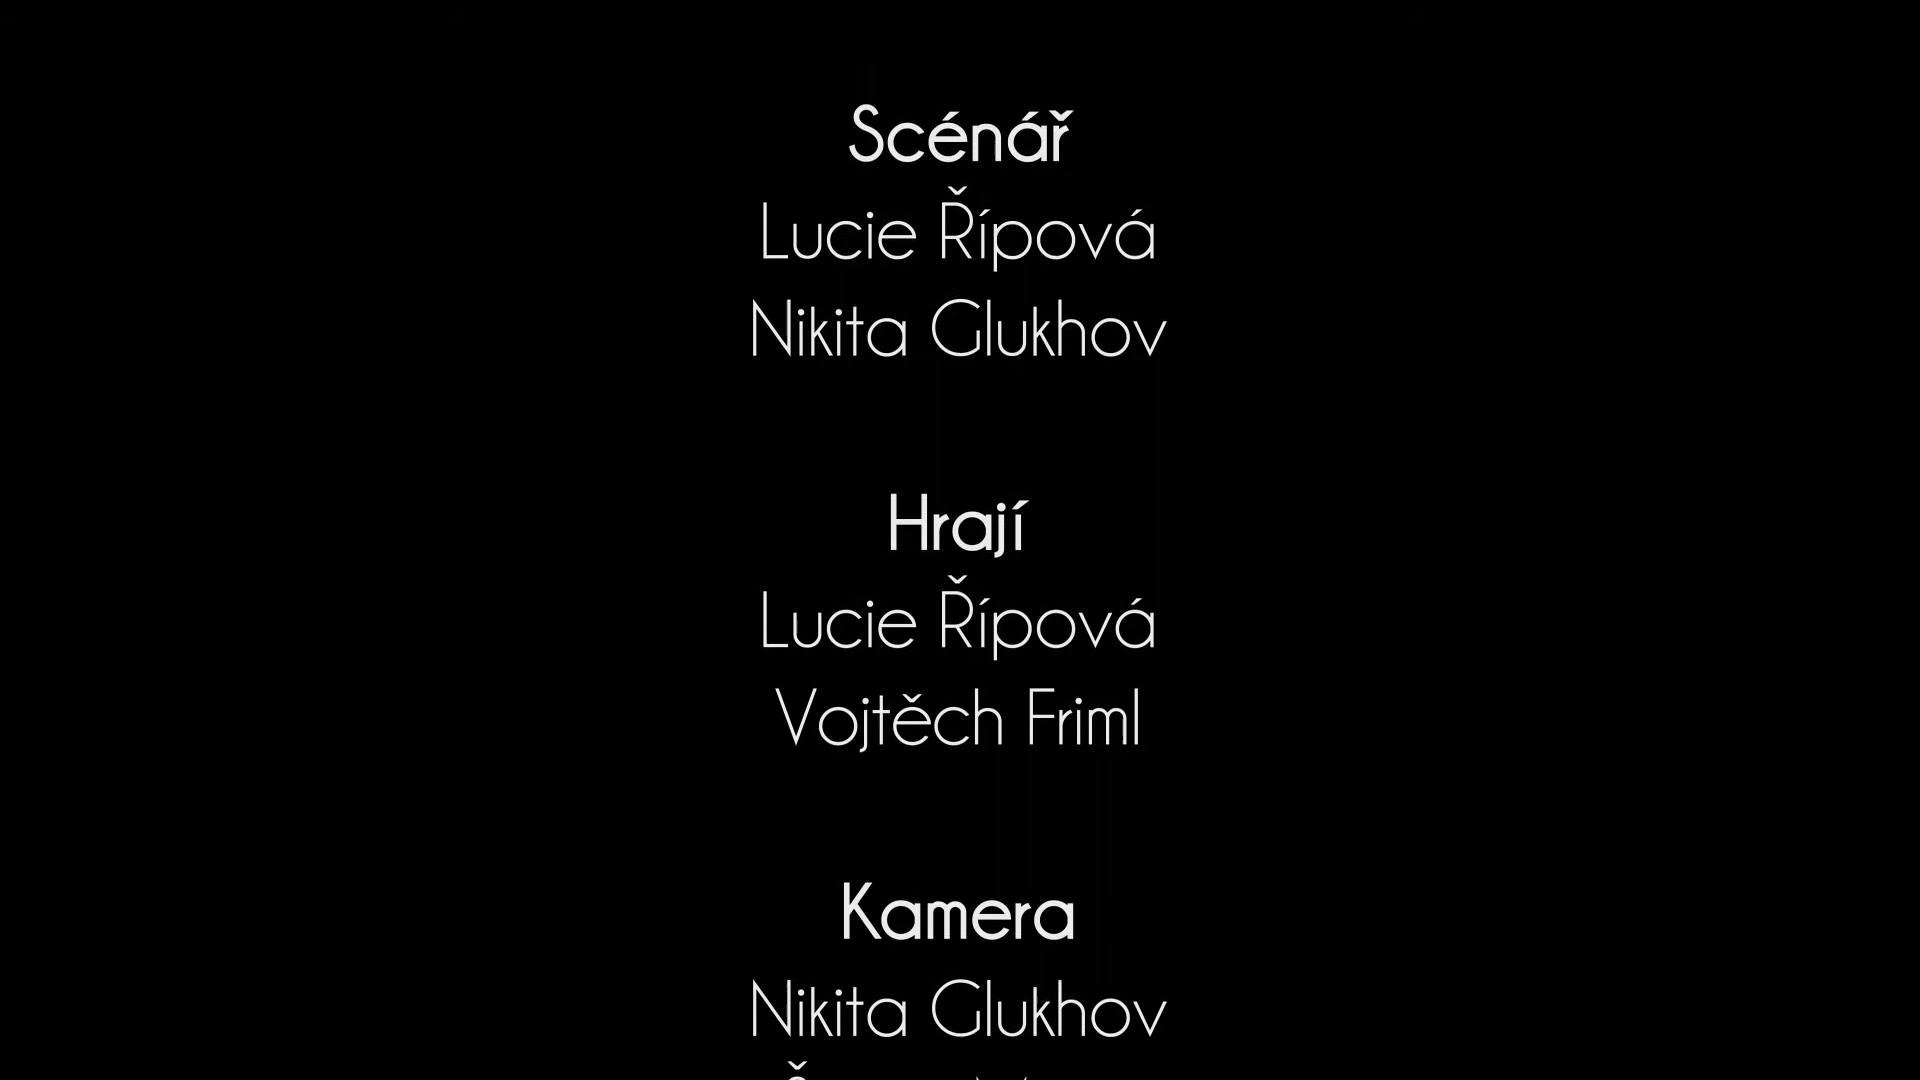 Scénář
Lucie Řípová
Nikita Glukhov
Hrají
Lucie Řípová
Vojtěch Friml
Kamera
Nikita Glukhov